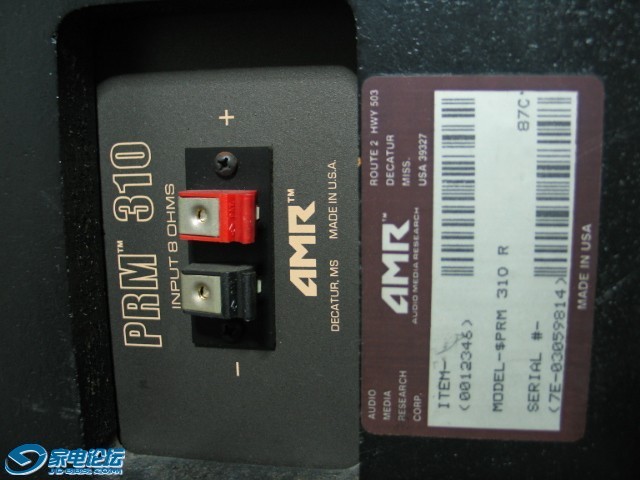 PRM™ 310
INPUT 8 OHMS
+
−
AMR™
DECATUR, MS MADE IN U.S.A.
AUDIO
MEDIA
RESEARCH
CORP.
AMR™
AUDIO MEDIA RESEARCH
ROUTE 2 HWY 503
DECATUR
MISS.
USA 39327
ITEM-
<0012346>
87C
MODEL-$PRM 310 R
SERIAL #-
<7E-03059814>
MADE IN USA
家电论坛